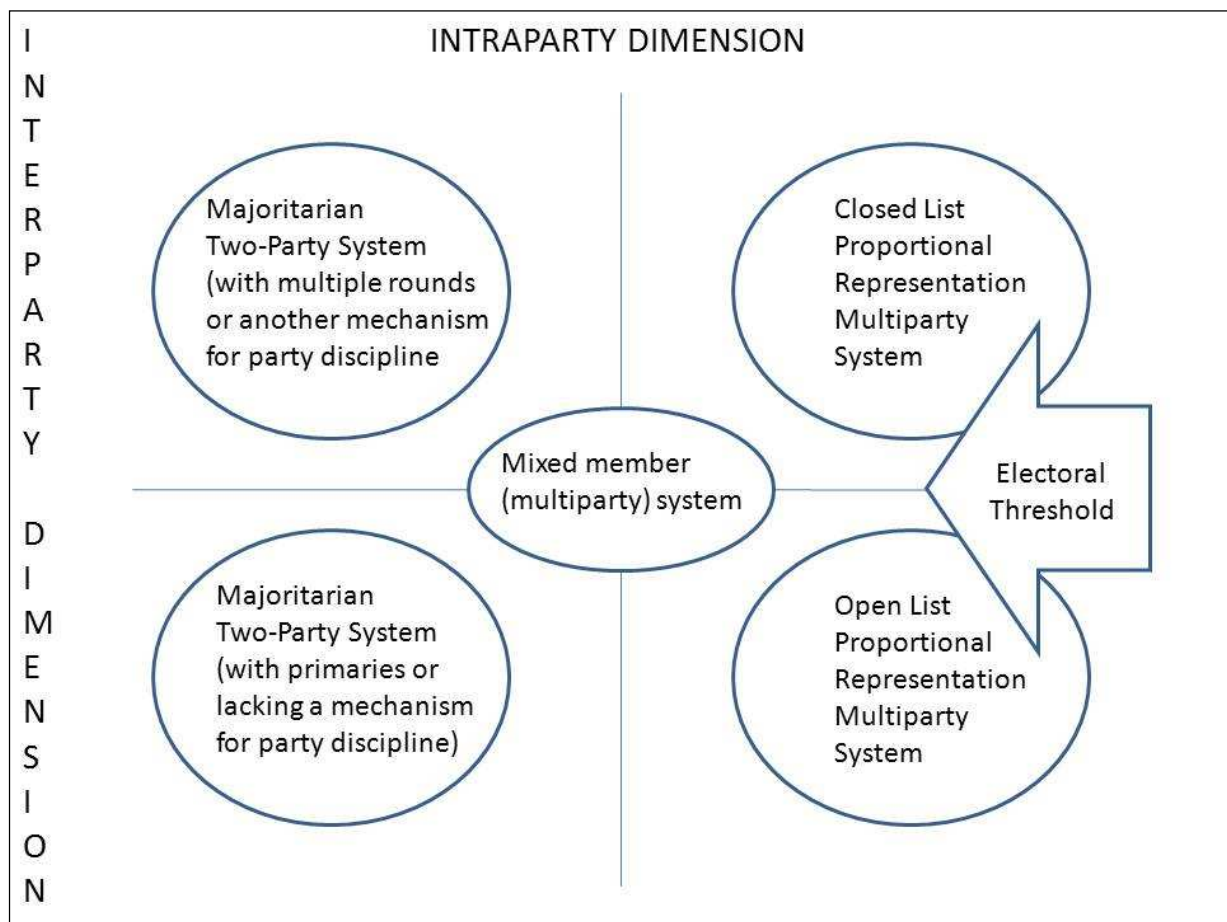 INTRAPARTY DIMENSION
INTERPARTY DIMENSION
Majoritarian
Two-Party System
(with multiple rounds
or another mechanism
for party discipline
Closed List
Proportional
Representation
Multiparty
System
Mixed member
(multiparty) system
Electoral
Threshold
Majoritarian
Two-Party System
(with primaries or
lacking a mechanism
for party discipline)
Open List
Proportional
Representation
Multiparty
System